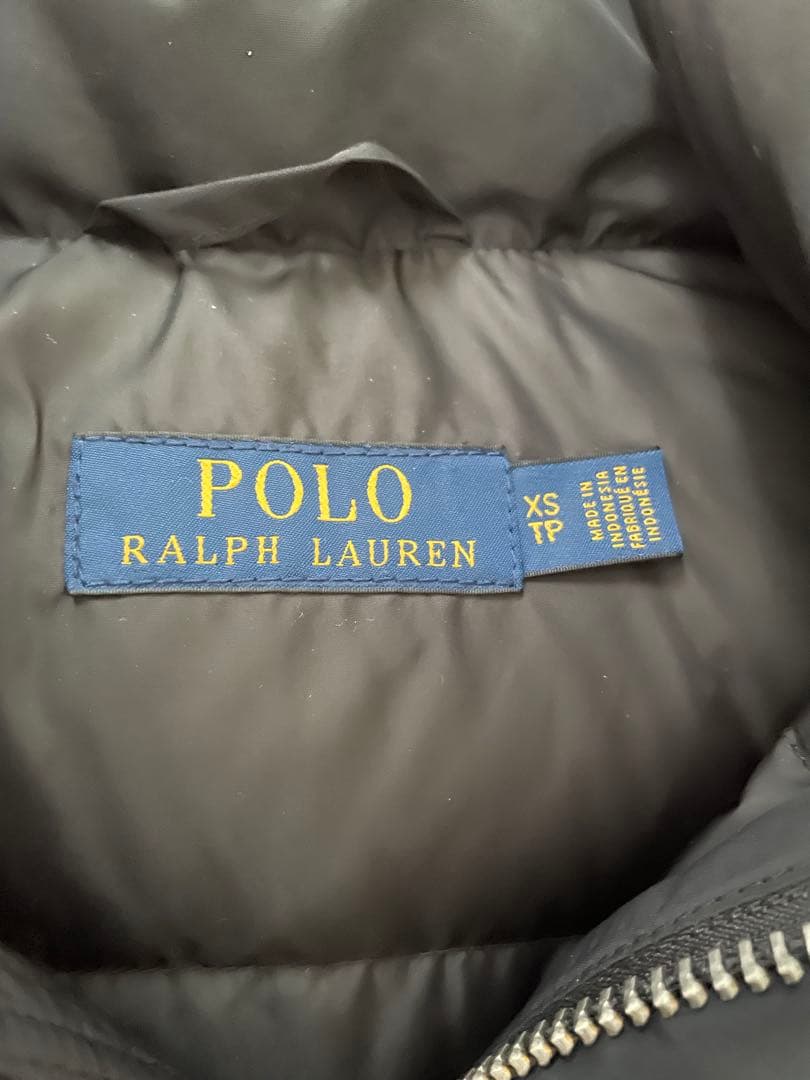 POLO
RALPH LAUREN
XS
TP
MADE IN
INDONESIA
FABRIQUÉ EN
INDONÉSIE